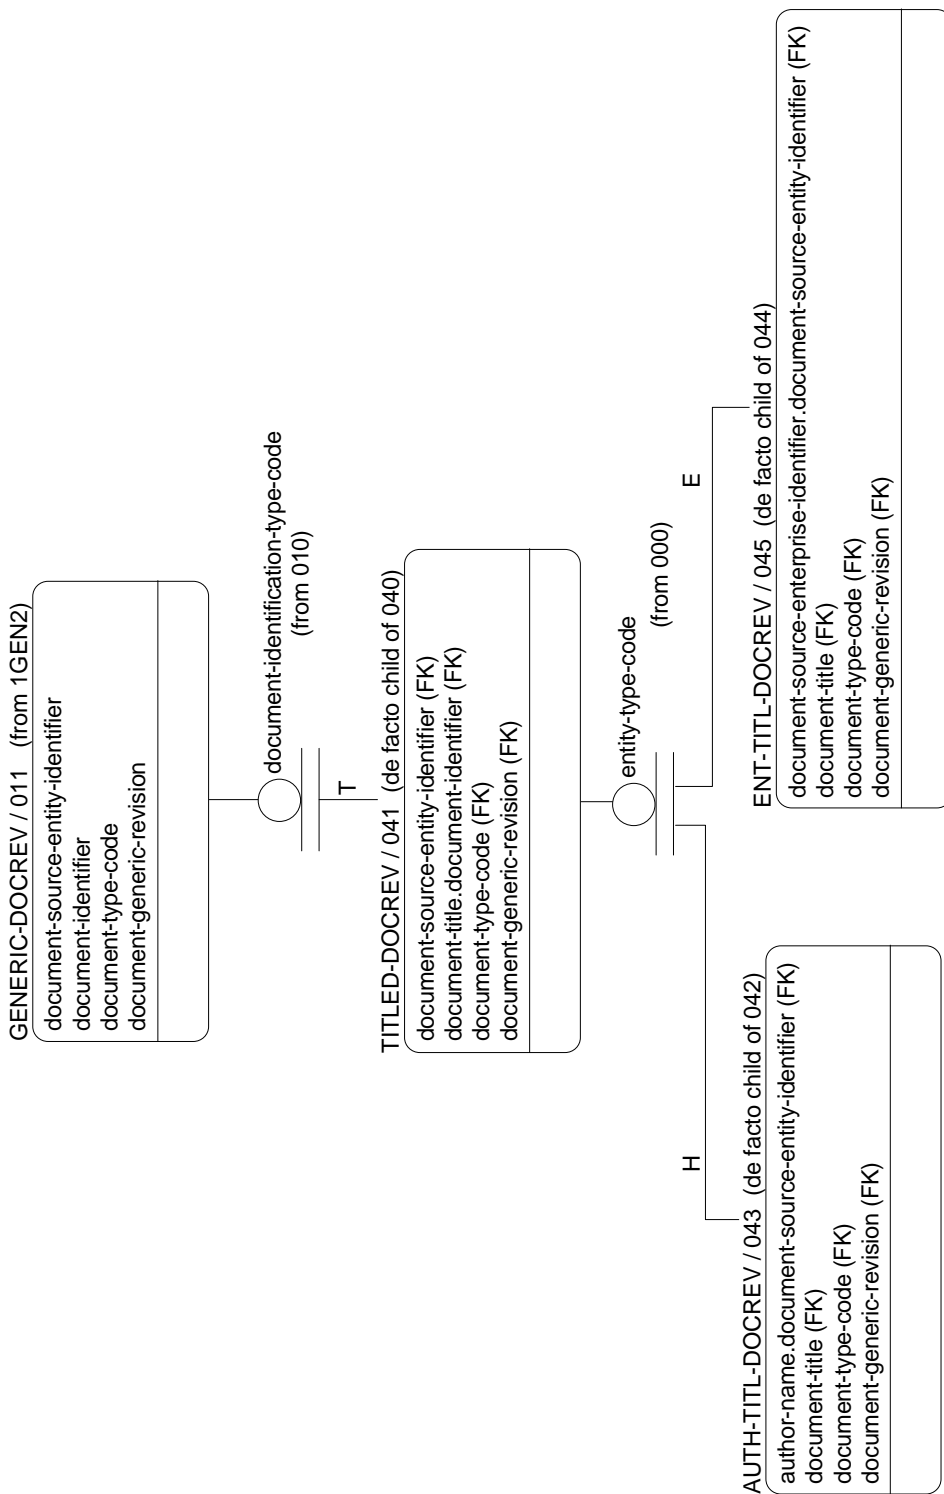 GENERIC-DOCREV / 011 (from 1GEN2)
document-source-entity-identifier
document-identifier
document-type-code
document-generic-revision
document-identification-type-code
(from 010)
T
TITLED-DOCREV / 041 (de facto child of 040)
document-source-entity-identifier (FK)
document-title.document-identifier (FK)
document-type-code (FK)
document-generic-revision (FK)
entity-type-code
(from 000)
H
E
AUTH-TITL-DOCREV / 043 (de facto child of 042)
author-name.document-source-entity-identifier (FK)
document-title (FK)
document-type-code (FK)
document-generic-revision (FK)
ENT-TITL-DOCREV / 045 (de facto child of 044)
document-source-enterprise-identifier.document-source-entity-identifier (FK)
document-title (FK)
document-type-code (FK)
document-generic-revision (FK)